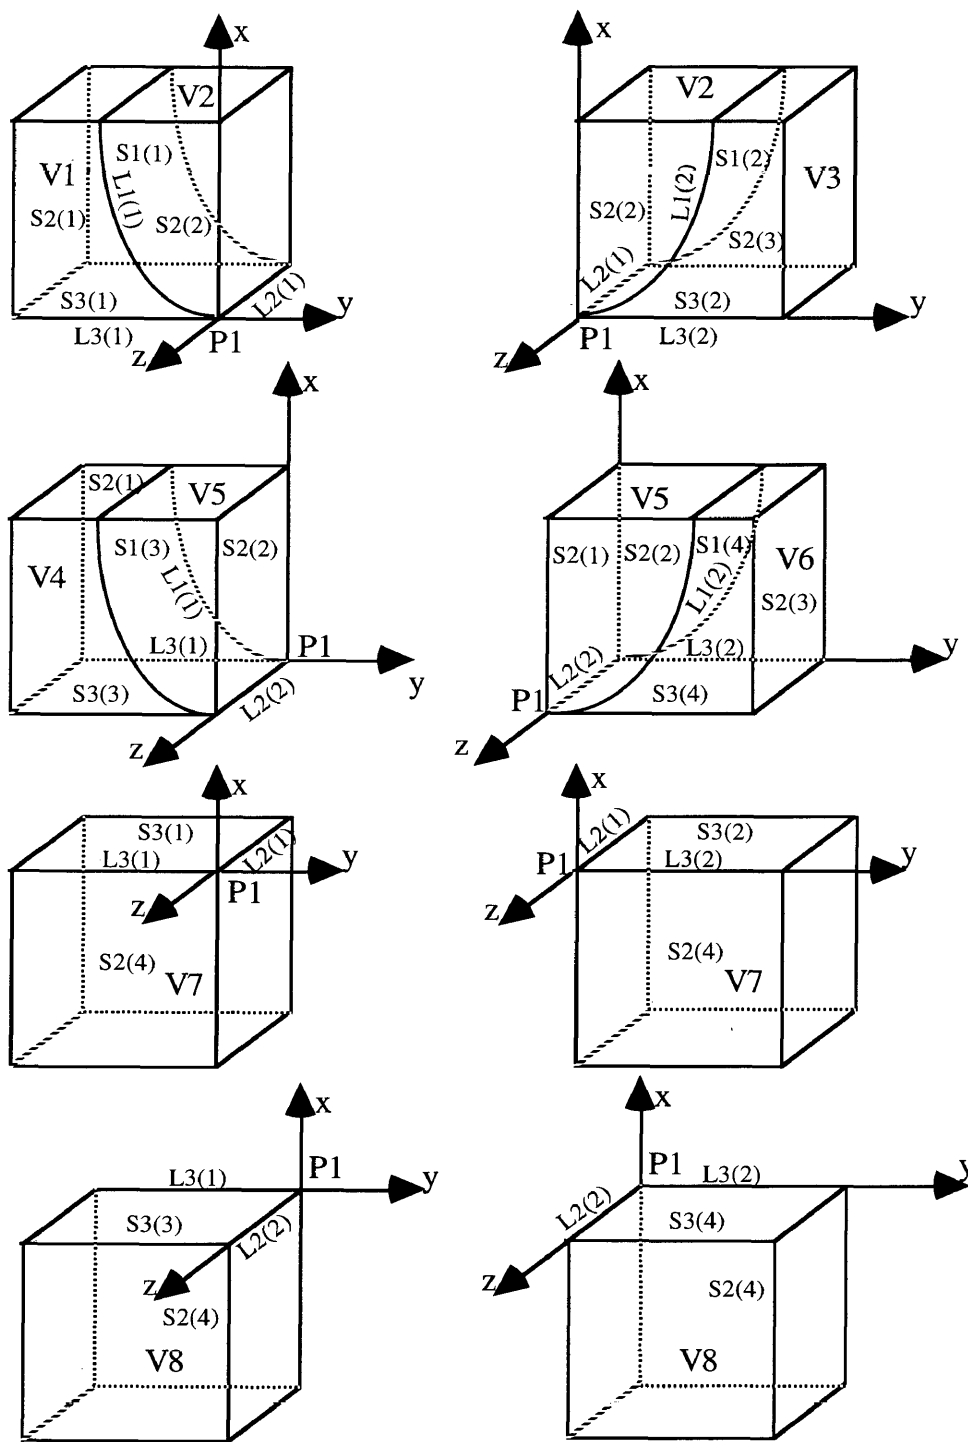 x
V2
S1(1)
V1
L1(1)
S2(1)
S2(2)
S3(1)
L2(1)
y
L3(1)
P1
z
x
V2
S1(2)
V3
L1(2)
S2(2)
S2(3)
L2(1)
S3(2)
y
P1
L3(2)
z
x
S2(1)
V5
S1(3)
S2(2)
V4
L1(1)
L3(1)
P1
S3(3)
L2(2)
y
z
x
V5
S2(1)
S2(2)
S1(4)
V6
L1(2)
S2(3)
L3(2)
y
L2(2)
P1
S3(4)
z
x
S3(1)
L2(1)
L3(1)
y
P1
z
S2(4)
V7
x
L2(1)
S3(2)
P1
L3(2)
y
z
S2(4)
V7
x
P1
L3(1)
y
S3(3)
L2(2)
z
S2(4)
V8
x
P1
L3(2)
y
L2(2)
S3(4)
z
S2(4)
V8